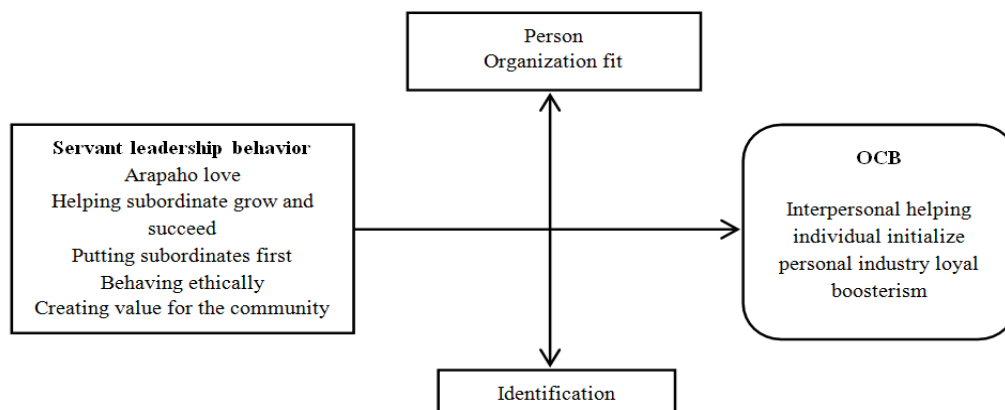 Person
Organization fit
Servant leadership behavior
Arapaho love
Helping subordinate grow and
succeed
Putting subordinates first
Behaving ethically
Creating value for the community
OCB
Interpersonal helping
individual initialize
personal industry loyal
boosterism
Identification